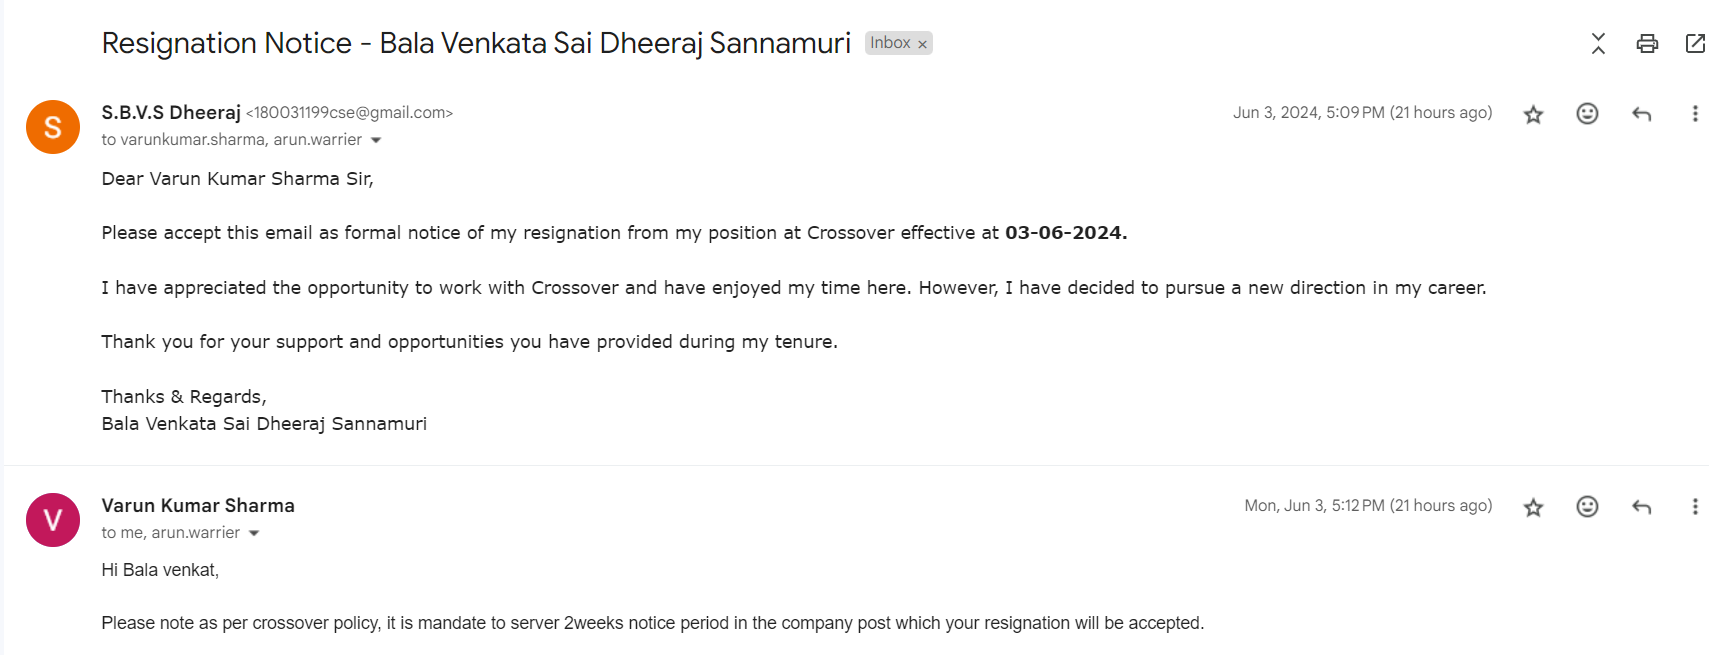 Resignation Notice - Bala Venkata Sai Dheeraj Sannamuri Inbox x
S S.B.V.S Dheeraj <180031199cse@gmail.com> Jun 3, 2024, 5:09 PM (21 hours ago)
to varunkumar.sharma, arun.warrier
Dear Varun Kumar Sharma Sir,
Please accept this email as formal notice of my resignation from my position at Crossover effective at 03-06-2024.
I have appreciated the opportunity to work with Crossover and have enjoyed my time here. However, I have decided to pursue a new direction in my career.
Thank you for your support and opportunities you have provided during my tenure.
Thanks & Regards,
Bala Venkata Sai Dheeraj Sannamuri
V Varun Kumar Sharma Mon, Jun 3, 5:12 PM (21 hours ago)
to me, arun.warrier
Hi Bala venkat,
Please note as per crossover policy, it is mandate to server 2weeks notice period in the company post which your resignation will be accepted.